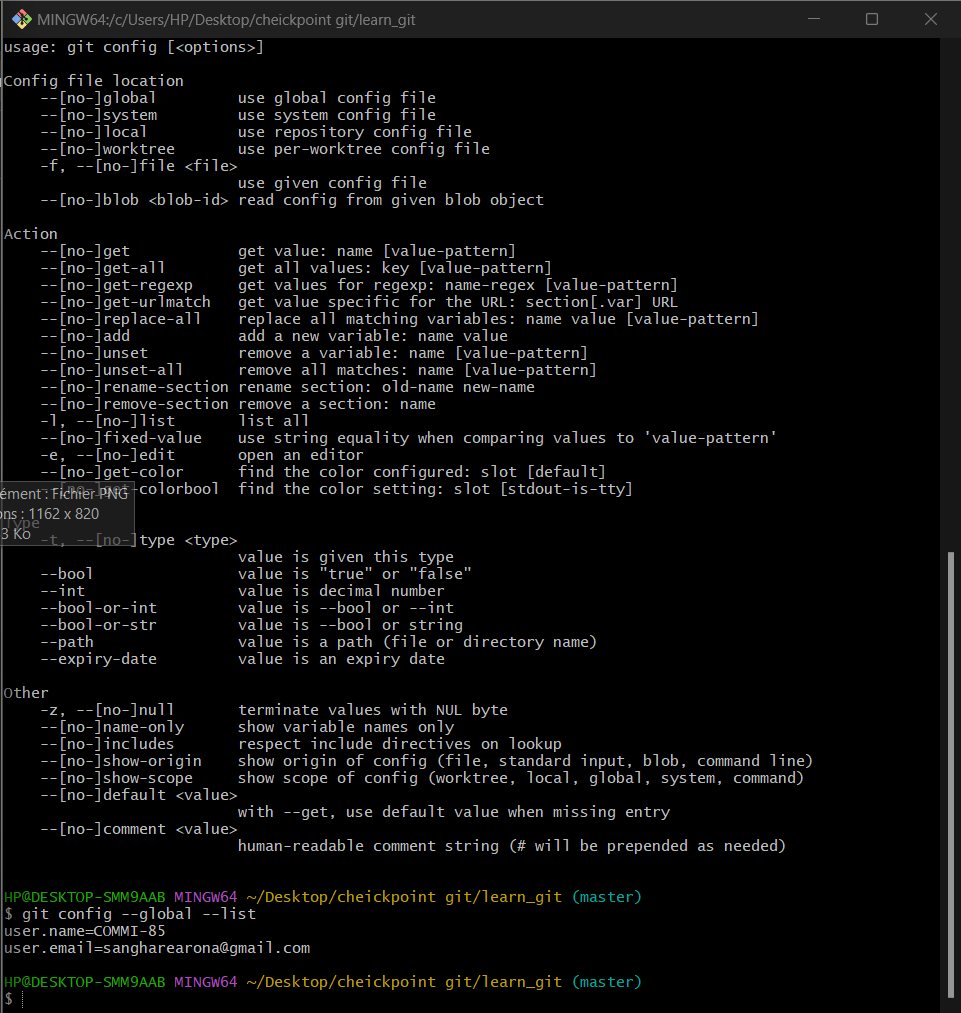 MINGW64:/c/Users/HP/Desktop/cheickpoint git/learn_git
usage: git config [<options>]
Config file location
--[no-]global use global config file
--[no-]system use system config file
--[no-]local use repository config file
--[no-]worktree use per-worktree config file
-f, --[no-]file <file>
use given config file
--[no-]blob <blob-id> read config from given blob object
Action
--[no-]get get value: name [value-pattern]
--[no-]get-all get all values: key [value-pattern]
--[no-]get-regexp get values for regexp: name-regex [value-pattern]
--[no-]get-urlmatch get value specific for the URL: section[.var] URL
--[no-]replace-all replace all matching variables: name value [value-pattern]
--[no-]add add a new variable: name value
--[no-]unset remove a variable: name [value-pattern]
--[no-]unset-all remove all matches: name [value-pattern]
--[no-]rename-section rename section: old-name new-name
--[no-]remove-section remove a section: name
-l, --[no-]list list all
--[no-]fixed-value use string equality when comparing values to 'value-pattern'
-e, --[no-]edit open an editor
--[no-]get-color find the color configured: slot [default]
--[no-]get-colorbool find the color setting: slot [stdout-is-tty]
ément : Fichier PNG
ons : 1162 x 820
Type
3 Ko
-t, --[no-]type <type>
value is given this type
--bool value is "true" or "false"
--int value is decimal number
--bool-or-int value is --bool or --int
--bool-or-str value is --bool or string
--path value is a path (file or directory name)
--expiry-date value is an expiry date
Other
-z, --[no-]null terminate values with NUL byte
--[no-]name-only show variable names only
--[no-]includes respect include directives on lookup
--[no-]show-origin show origin of config (file, standard input, blob, command line)
--[no-]show-scope show scope of config (worktree, local, global, system, command)
--[no-]default <value>
with --get, use default value when missing entry
--[no-]comment <value>
human-readable comment string (# will be prepended as needed)
HP@DESKTOP-SMM9AAB MINGW64 ~/Desktop/cheickpoint git/learn_git (master)
$ git config --global --list
user.name=COMMI-85
user.email=sangharearona@gmail.com
HP@DESKTOP-SMM9AAB MINGW64 ~/Desktop/cheickpoint git/learn_git (master)
$